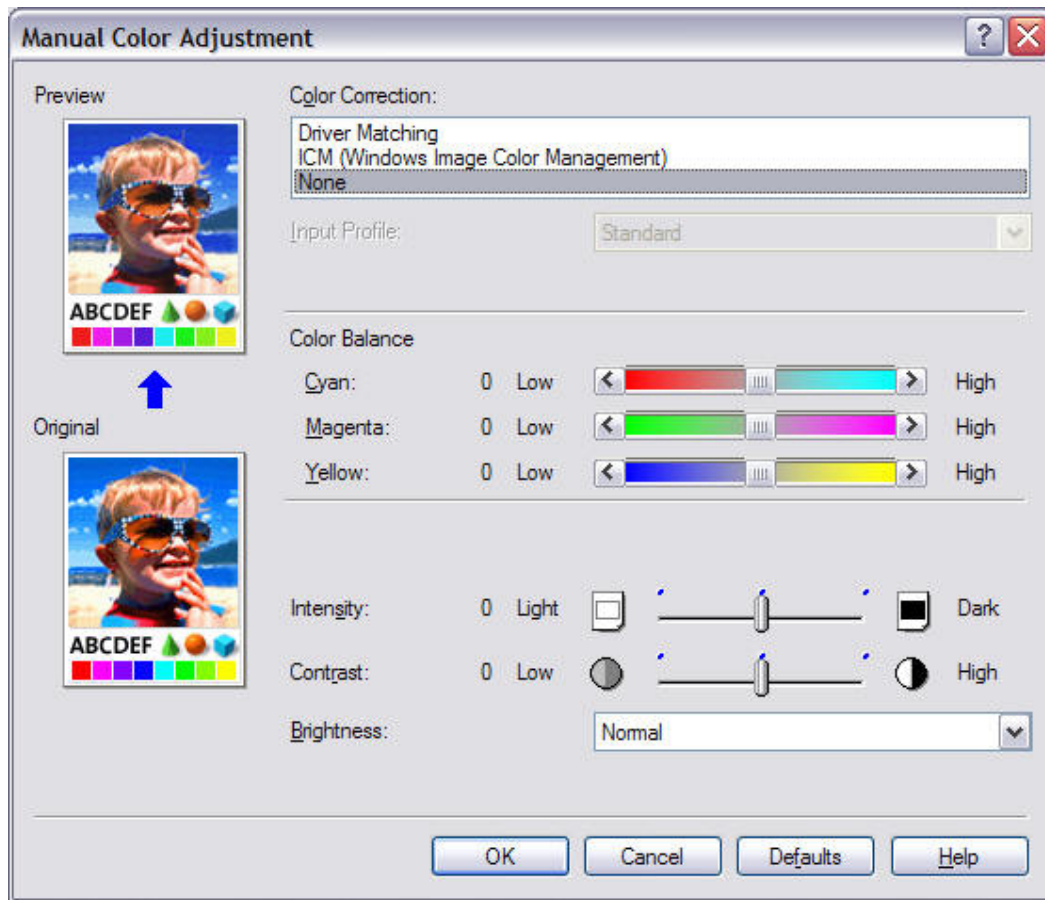 Manual Color Adjustment
Preview
Color Correction:
Driver Matching
ICM (Windows Image Color Management)
None
Input Profile:
Standard
ABCDEF
Color Balance
Cyan: 0 Low High
Original
Magenta: 0 Low High
Yellow: 0 Low High
Intensity: 0 Light Dark
ABCDEF
Contrast: 0 Low High
Brightness: Normal
OK Cancel Defaults Help